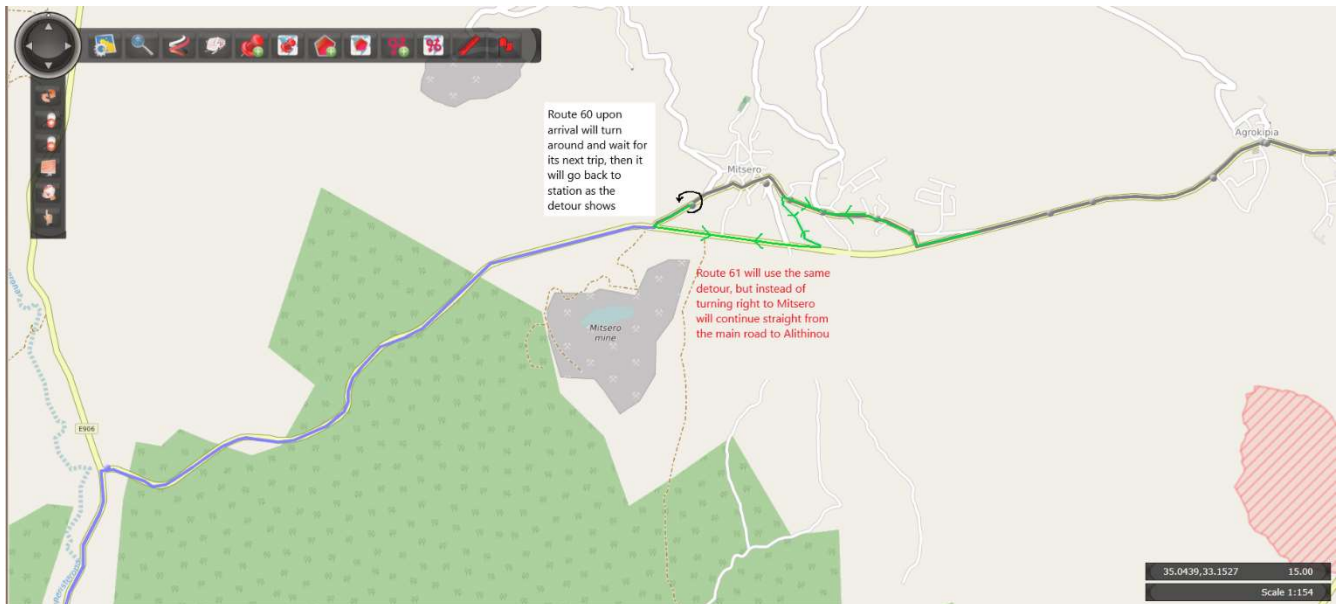 Route 60 upon
arrival will turn
around and wait for
its next trip, then it
will go back to
station as the
detour shows
Mitsero
Agrokipia
Route 61 will use the same
detour, but instead of
turning right to Mitsero
will continue straight from
the main road to Alithinou
Mitsero
mine
E906
35.0439,33.1527 15.00
Scale 1:154